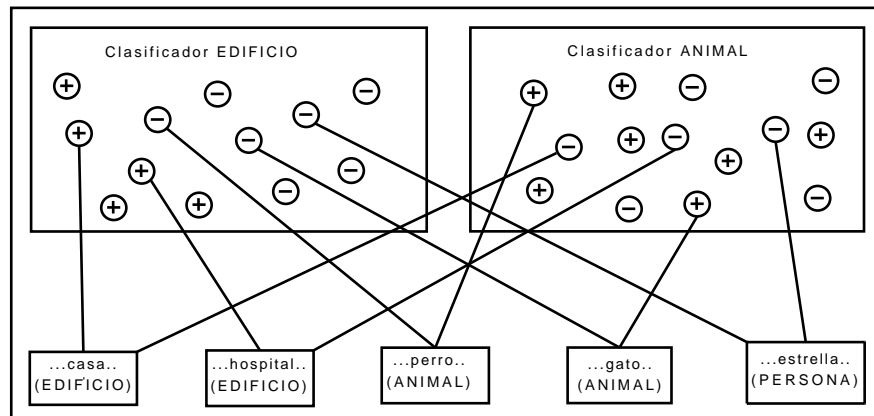 Clasificador EDIFICIO
Clasificador ANIMAL
...casa..
(EDIFICIO)
...hospital..
(EDIFICIO)
...perro..
(ANIMAL)
...gato..
(ANIMAL)
...estrella..
(PERSONA)